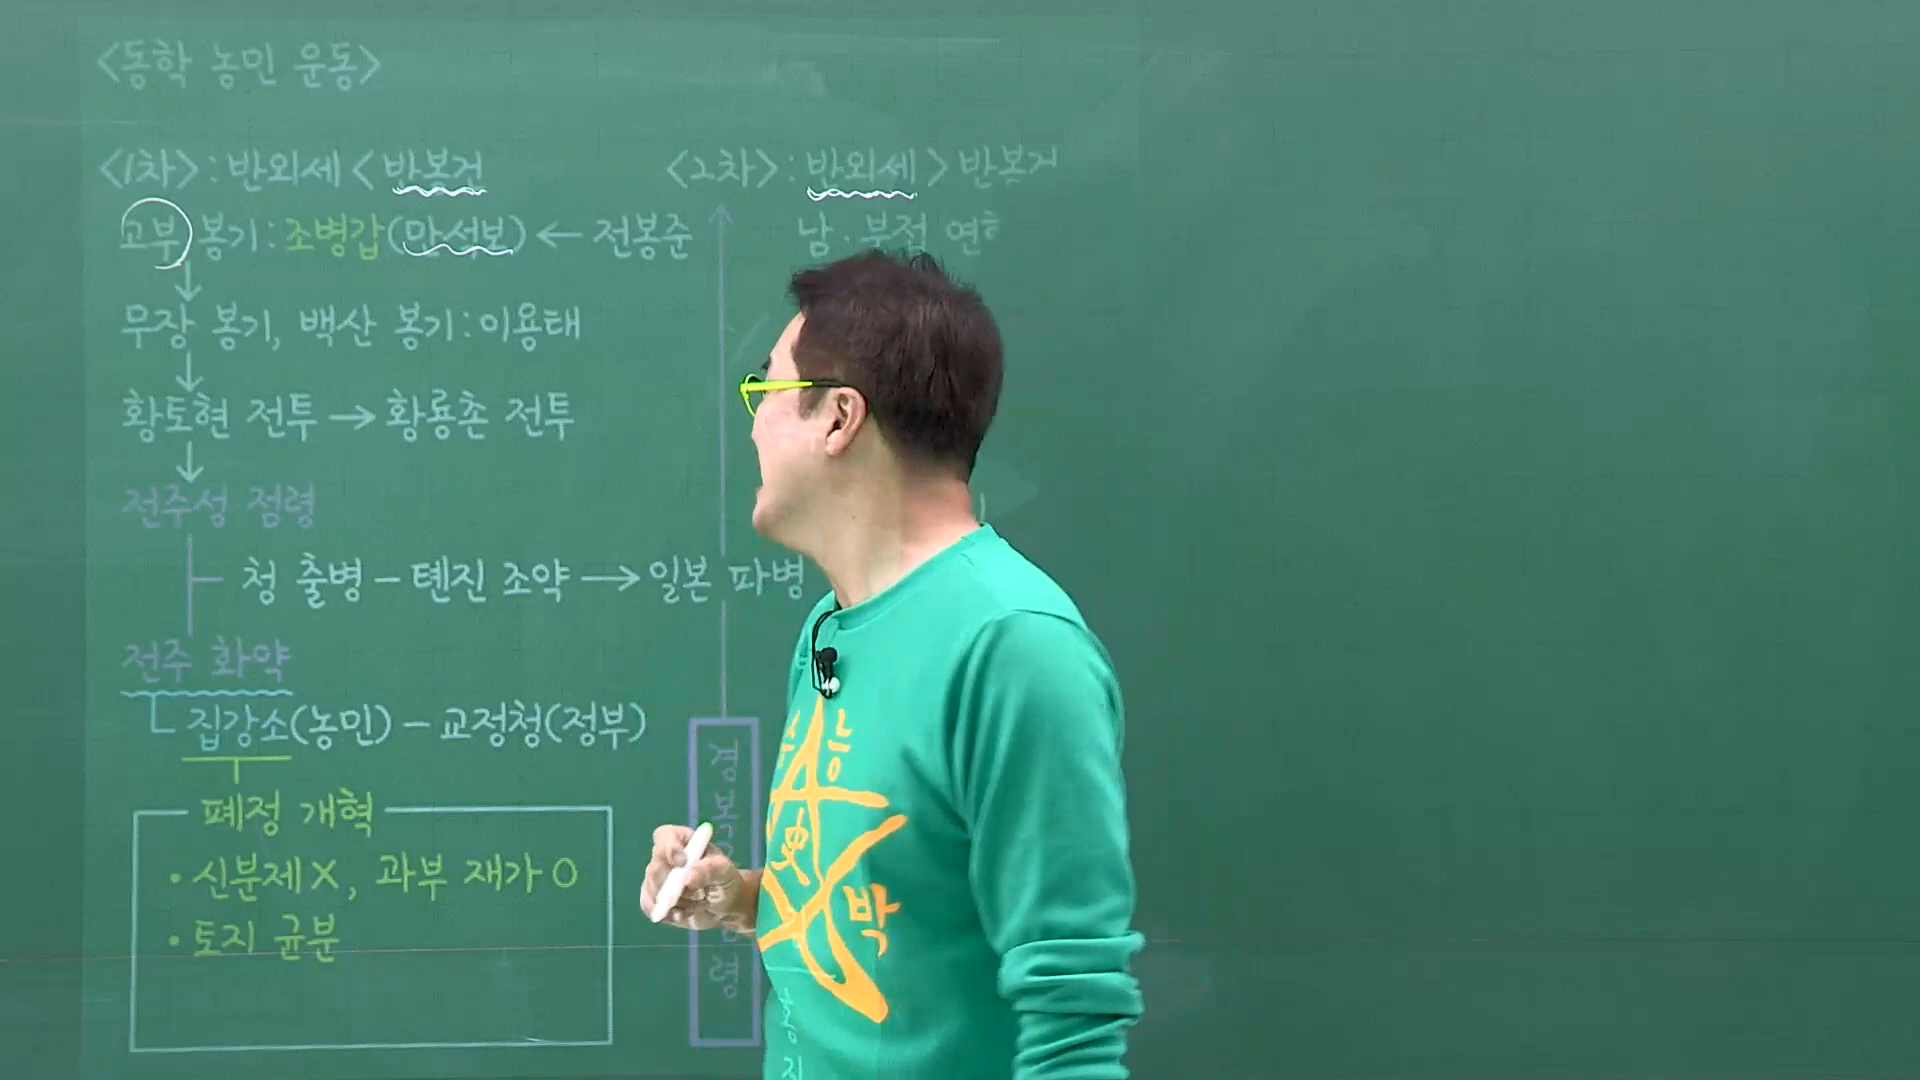 <동학 농민 운동>
<1차> : 반외세 < 반봉건
고부 봉기 : 조병갑(만석보) ← 전봉준
↓
무장 봉기, 백산 봉기 : 이용태
↓
황토현 전투 → 황룡촌 전투
↓
전주성 점령
청 출병 - 톈진 조약 → 일본 파병
전주 화약
집강소(농민) - 교정청(정부)
폐정 개혁
• 신분제 X, 과부 재가 O
• 토지 균분
<2차> : 반외세 > 반봉건
남·북접
경복
령
박
史